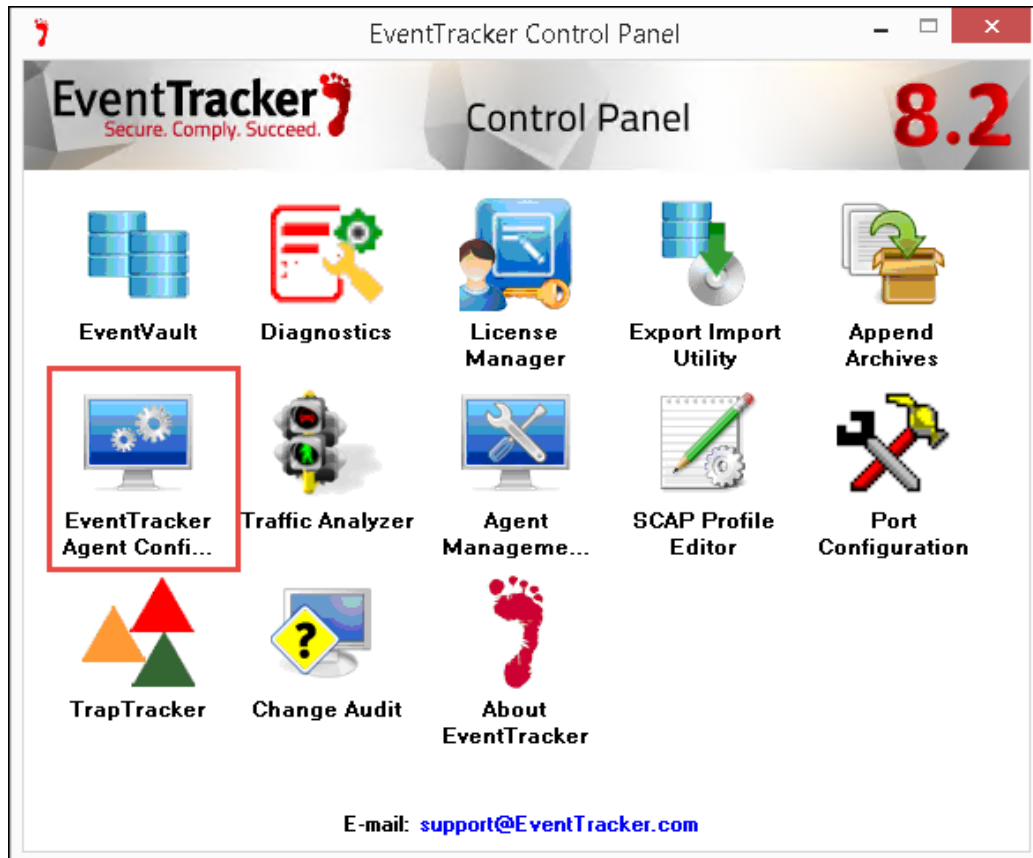 EventTracker Control Panel
EventTracker
Secure. Comply. Succeed.
Control Panel
8.2
EventVault
Diagnostics
License
Manager
Export Import
Utility
Append
Archives
EventTracker
Agent Confi...
Traffic Analyzer
Agent
Manageme...
SCAP Profile
Editor
Port
Configuration
TrapTracker
Change Audit
About
EventTracker
E-mail: support@EventTracker.com